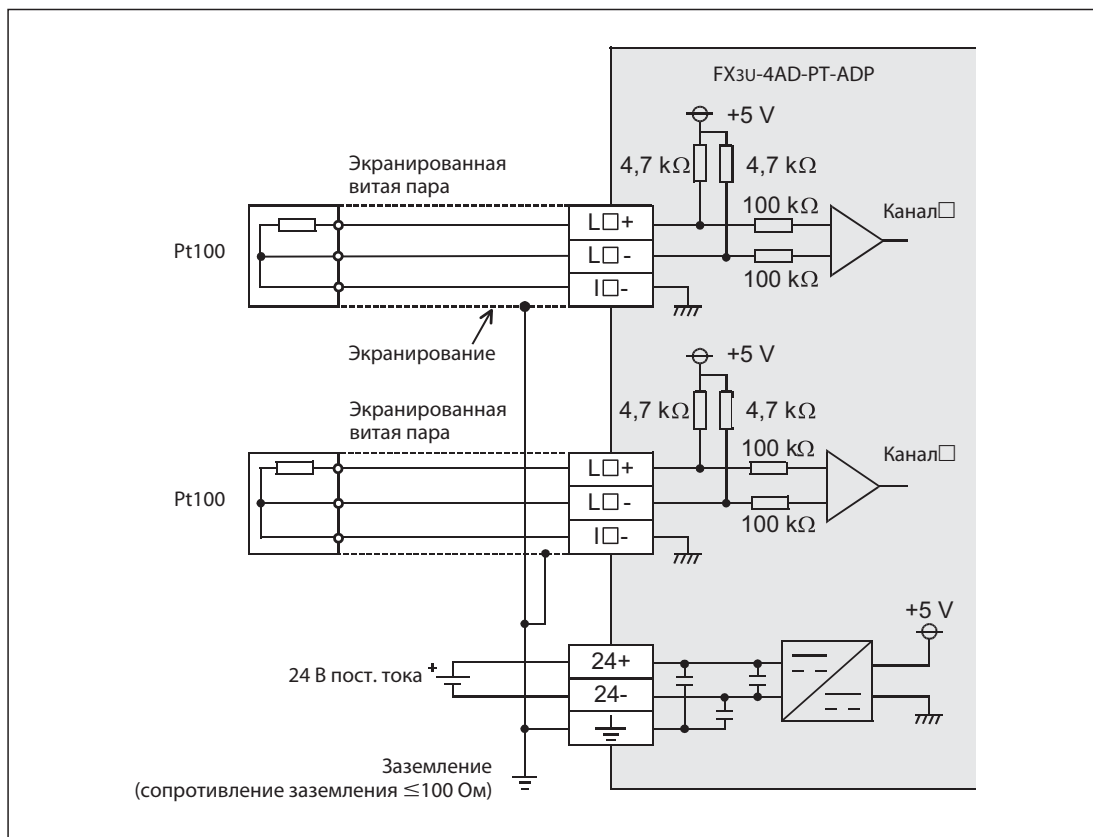 FX3U-4AD-PT-ADP
+5 V
Экранированная
витая пара
4,7 kΩ
4,7 kΩ
100 kΩ
Канал□
L□+
Pt100
L□-
100 kΩ
I□-
Экранирование
+5 V
Экранированная
витая пара
4,7 kΩ
4,7 kΩ
100 kΩ
Канал□
L□+
Pt100
L□-
100 kΩ
I□-
+5 V
24+
24 В пост. тока
+
24-
Заземление
(сопротивление заземления ≤100 Ом)